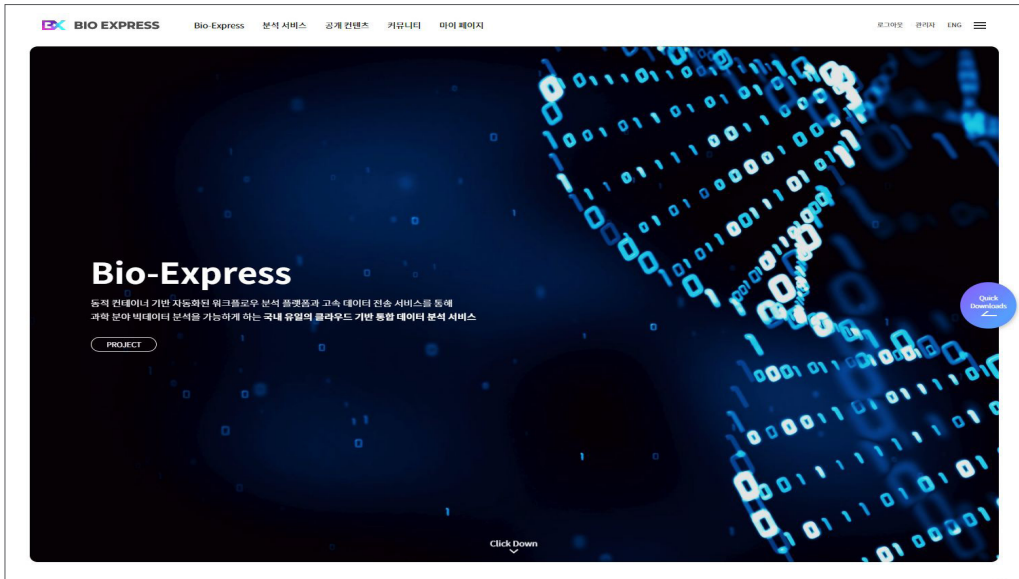 BX BIO EXPRESS
Bio-Express 분석 서비스 공개 컨텐츠 커뮤니티 마이 페이지
로그아웃 관리자 ENG
Bio-Express
동적 컨테이너 기반 자동화된 워크플로우 분석 플랫폼과 고속 데이터 전송 서비스를 통해
과학 분야 빅데이터 분석을 가능하게 하는 국내 유일의 클라우드 기반 통합 데이터 분석 서비스
PROJECT
Quick
Downloads
Click Down